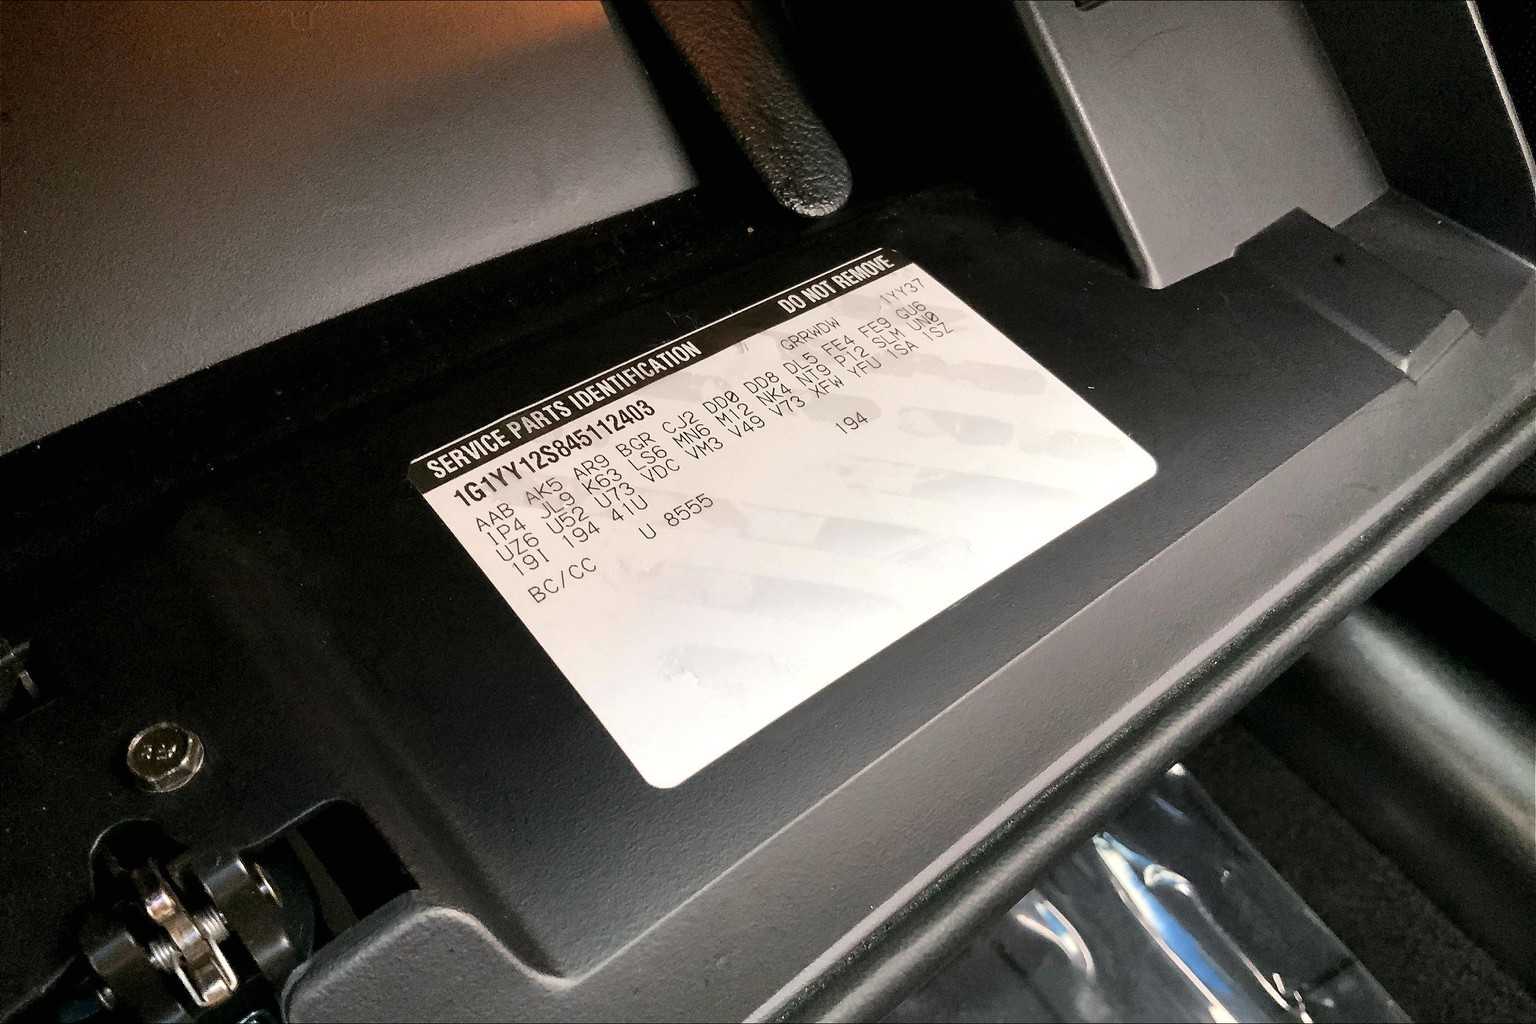 SERVICE PARTS IDENTIFICATION DO NOT REMOVE
1G1YY12S845112403 GRRWDW 1YY37
AAB AK5 AR9 BGR CJ2 DD0 DD8 DL5 FE4 FE9 GU6
1P4 JL9 K63 LS6 MN6 M12 NK4 NT9 P12 SLM UN0
UZ6 U52 U73 VDC VM3 V49 V73 XFW YFU 1SA 1SZ
19I 194 41U 194
BC/CC U 8555